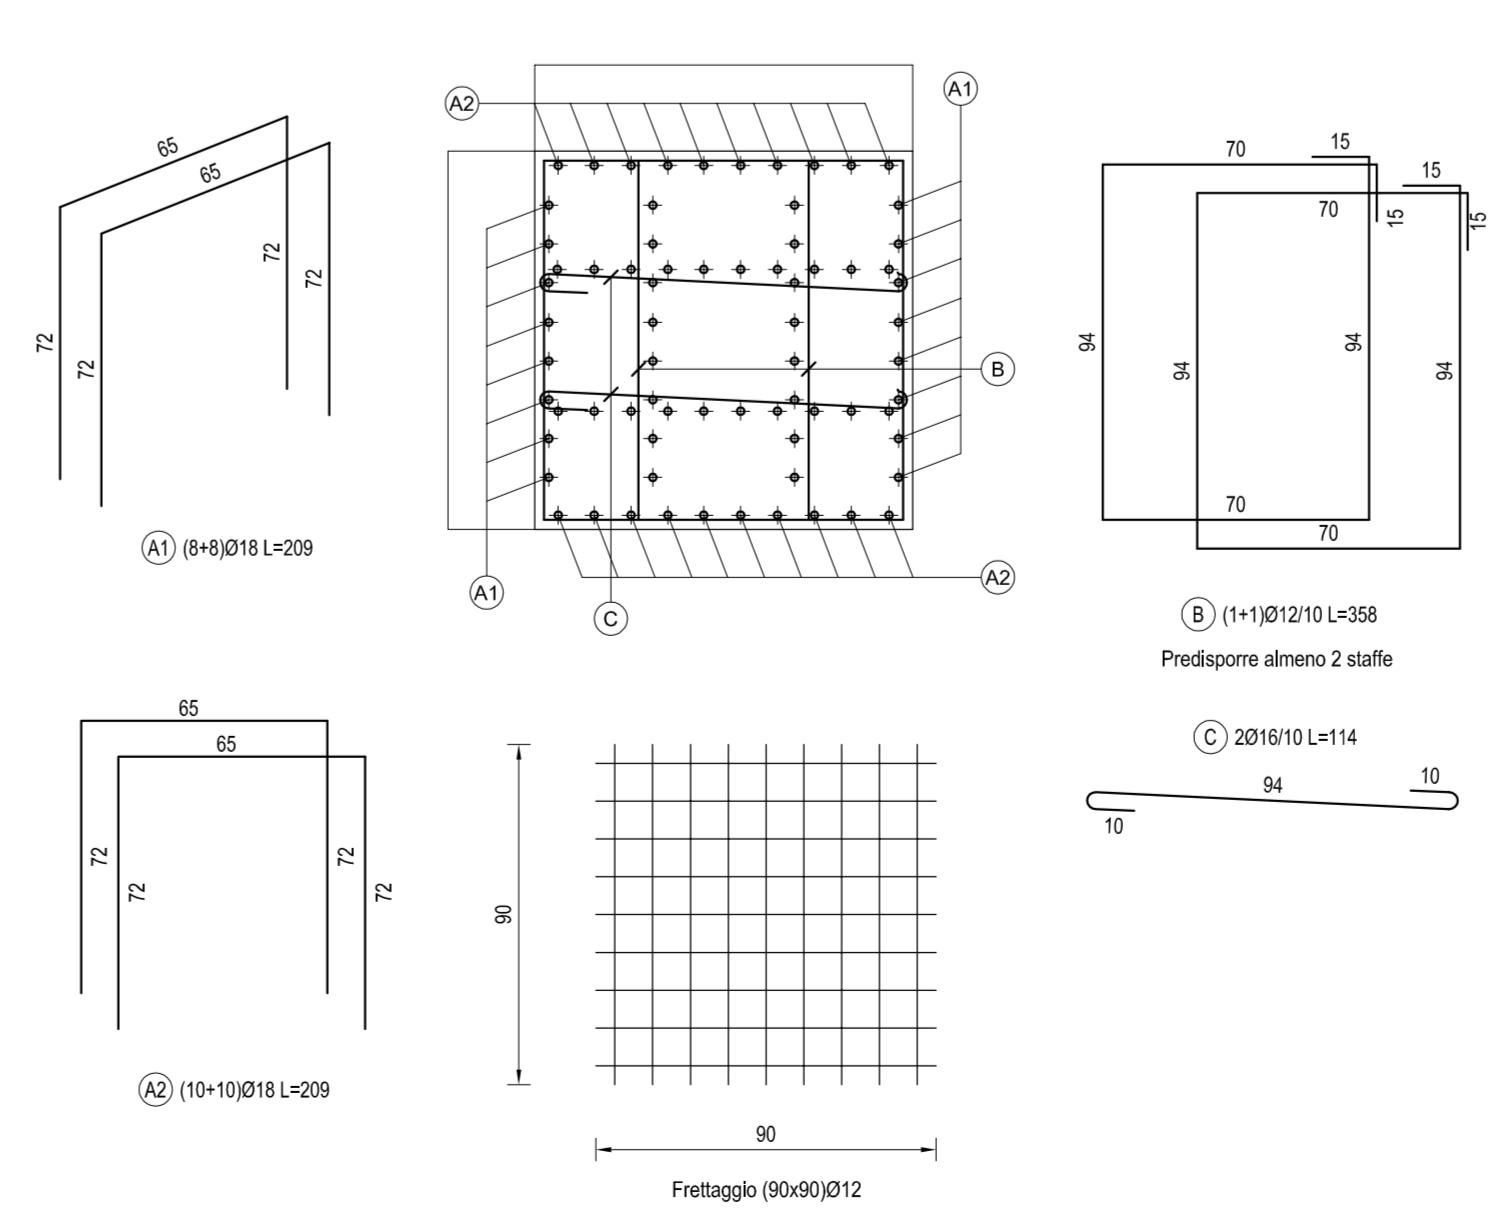 65
65
72
72
72
72
A1 (8+8)Ø18 L=209
A2
A1
B
A1
A2
C
15
70
15
70
15
15
94
94
94
94
70
70
B (1+1)Ø12/10 L=358
Predisporre almeno 2 staffe
C 2Ø16/10 L=114
10
94
10
65
65
72
72
72
72
A2 (10+10)Ø18 L=209
90
90
Frettaggio (90x90)Ø12